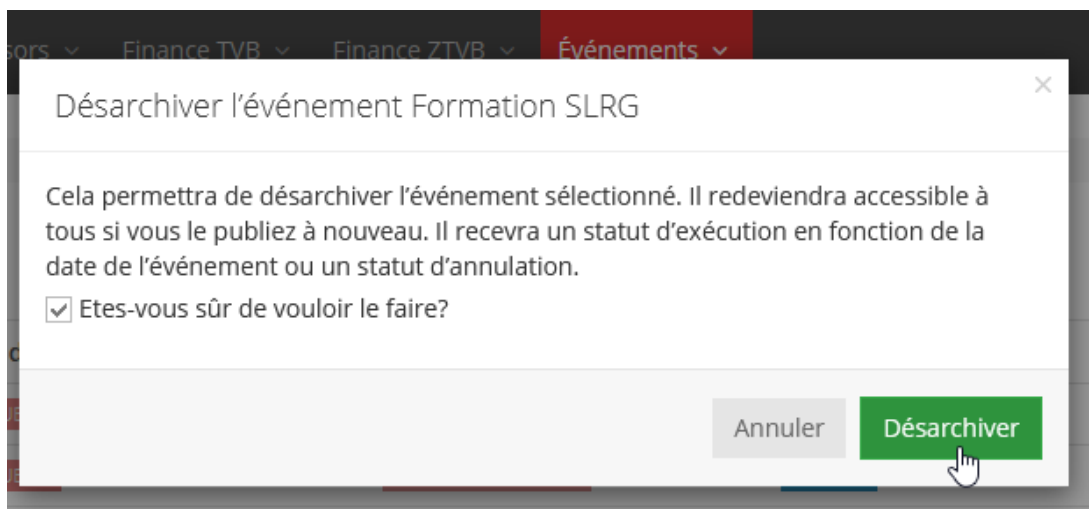 sors Finance TVB Finance ZTVB Événements
Désarchiver l’événement Formation SLRG
Cela permettra de désarchiver l’événement sélectionné. Il redeviendra accessible à
tous si vous le publiez à nouveau. Il recevra un statut d’exécution en fonction de la
date de l’événement ou un statut d’annulation.
Etes-vous sûr de vouloir le faire?
Annuler Désarchiver